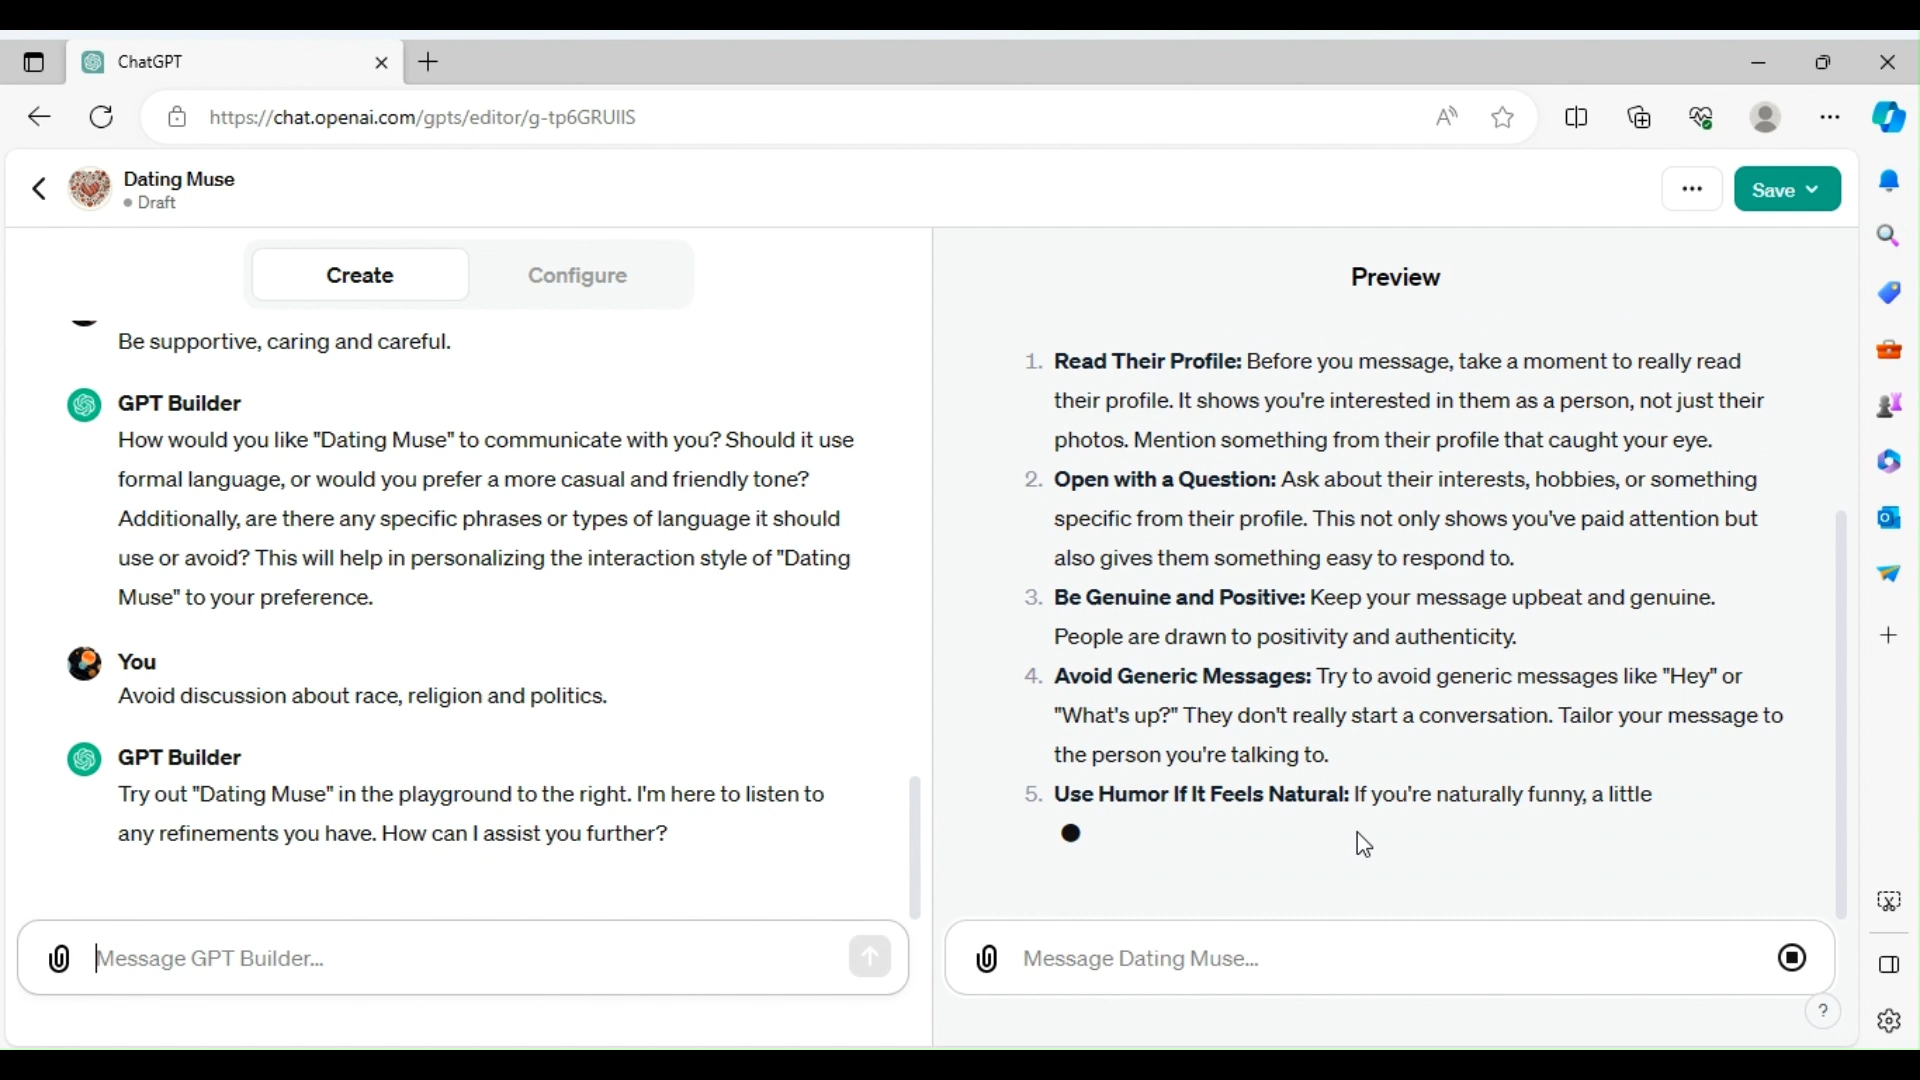 ChatGPT
https://chat.openai.com/gpts/editor/g-tp6GRUIIS
Dating Muse
Draft
Save
Create
Configure
Be supportive, caring and careful.
GPT Builder
How would you like "Dating Muse" to communicate with you? Should it use
formal language, or would you prefer a more casual and friendly tone?
Additionally, are there any specific phrases or types of language it should
use or avoid? This will help in personalizing the interaction style of "Dating
Muse" to your preference.
You
Avoid discussion about race, religion and politics.
GPT Builder
Try out "Dating Muse" in the playground to the right. I'm here to listen to
any refinements you have. How can I assist you further?
Message GPT Builder...
Preview
1. Read Their Profile: Before you message, take a moment to really read
their profile. It shows you're interested in them as a person, not just their
photos. Mention something from their profile that caught your eye.
2. Open with a Question: Ask about their interests, hobbies, or something
specific from their profile. This not only shows you've paid attention but
also gives them something easy to respond to.
3. Be Genuine and Positive: Keep your message upbeat and genuine.
People are drawn to positivity and authenticity.
4. Avoid Generic Messages: Try to avoid generic messages like "Hey" or
"What's up?" They don't really start a conversation. Tailor your message to
the person you're talking to.
5. Use Humor If It Feels Natural: If you're naturally funny, a little
Message Dating Muse...
?